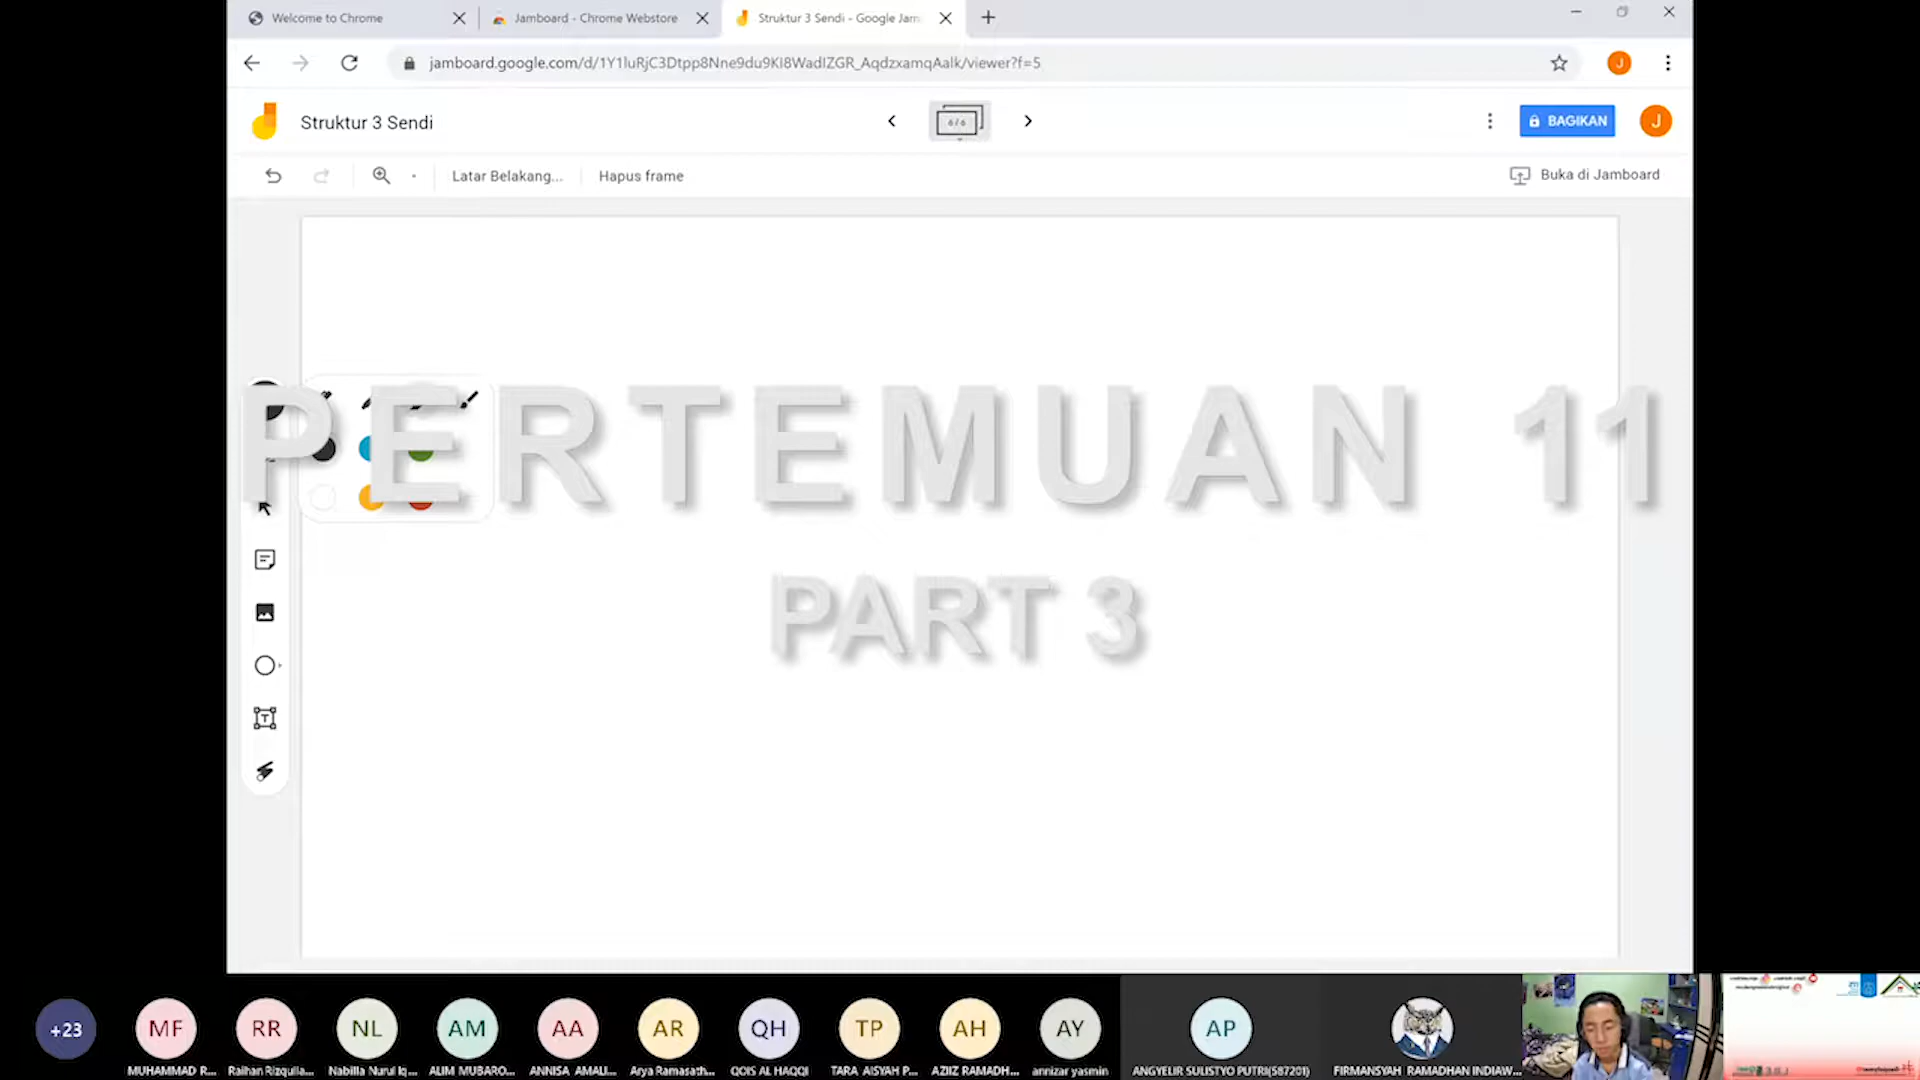 Welcome to Chrome
Jamboard - Chrome Webstore
Struktur 3 Sendi - Google Jam
jamboard.google.com/d/1Y1luRjC3Dtpp8Nne9du9KI8WadIZGR_AqdzxamqAalk/viewer?f=5
J
Struktur 3 Sendi
6/6
BAGIKAN
J
Latar Belakang...
Hapus frame
Buka di Jamboard
PERTEMUAN 11
PART 3
+23
MF
RR
NL
AM
AA
AR
QH
TP
AH
AY
AP
MUHAMMAD R...
Raihan Rizqulla...
Nabilla Nurul Iq...
ALIM MUBARO...
ANNISA AMALI...
Arya Ramasath...
QOIS AL HAQQI
TARA AISYAH P...
AZIIZ RAMADH...
annizar yasmin
ANGYELIR SULISTYO PUTRI(587201)
FIRMANSYAH RAMADHAN INDIAW...